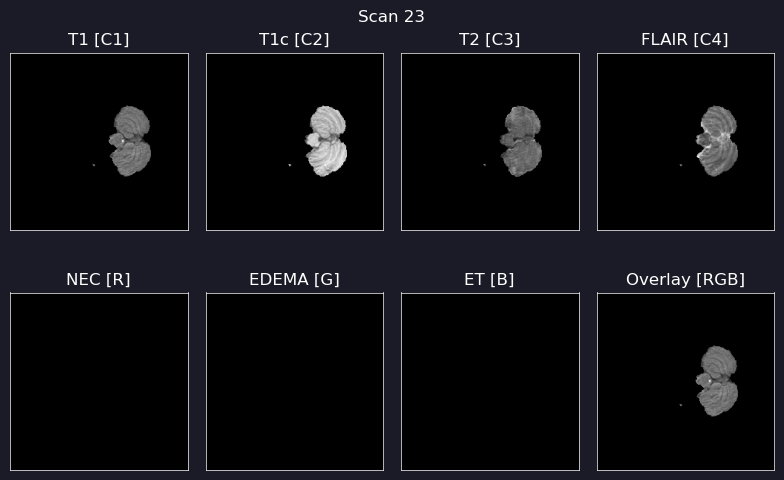 Scan 23
T1 [C1]
T1c [C2]
T2 [C3]
FLAIR [C4]
NEC [R]
EDEMA [G]
ET [B]
Overlay [RGB]